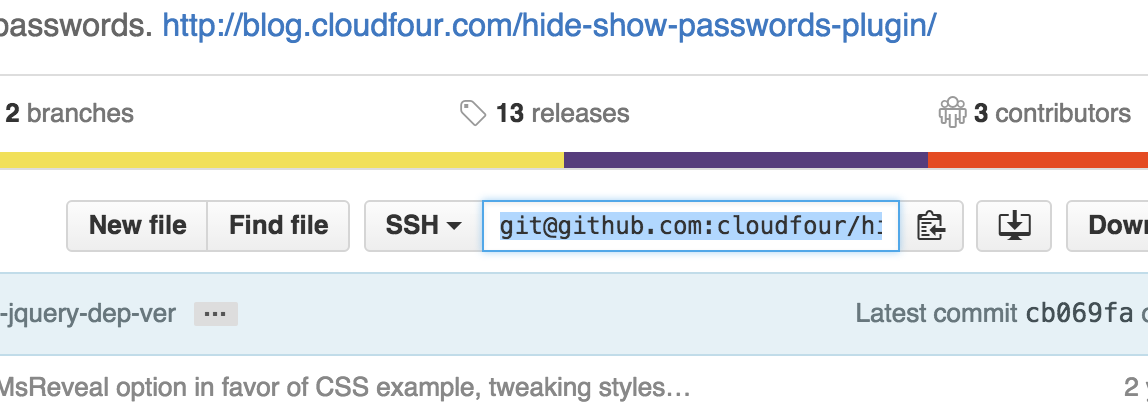 passwords. http://blog.cloudfour.com/hide-show-passwords-plugin/
2 branches 13 releases 3 contributors
New file Find file SSH git@github.com:cloudfour/hi Down
-jquery-dep-ver ... Latest commit cb069fa
MsReveal option in favor of CSS example, tweaking styles… 2